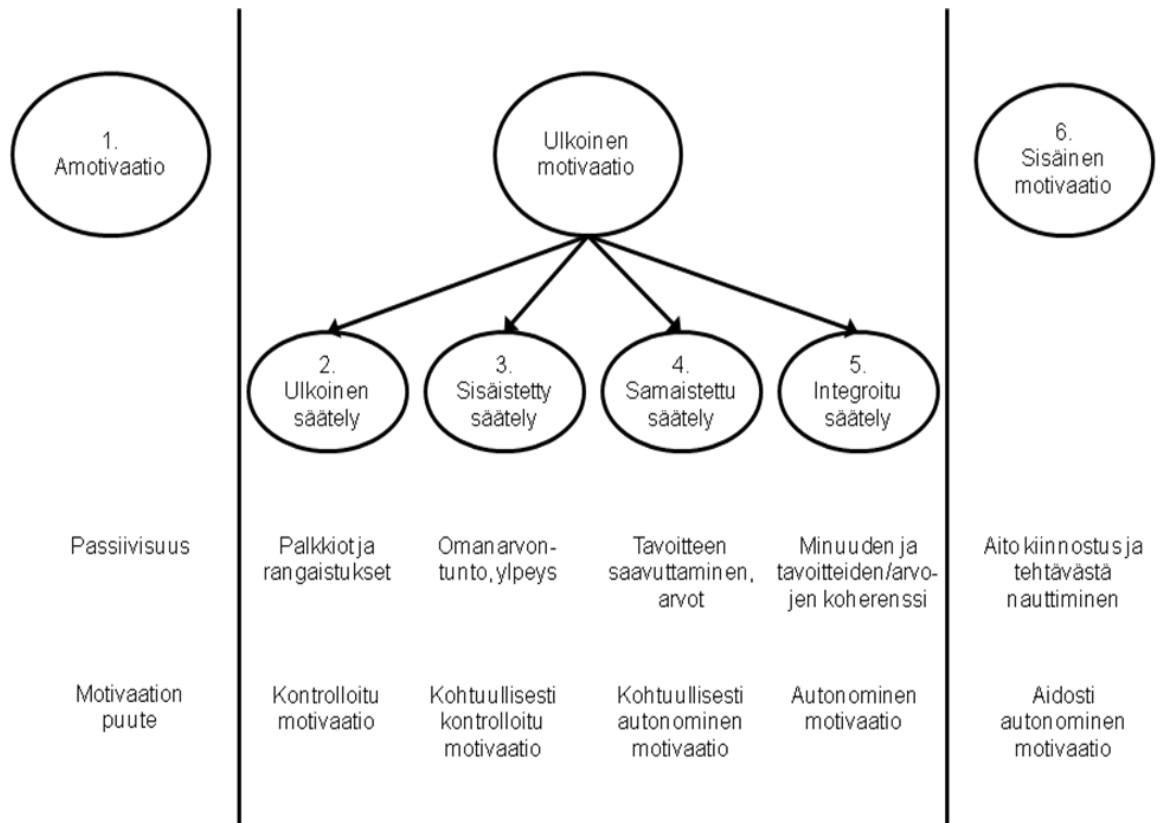 1.
Amotivaatio
Ulkoinen
motivaatio
6.
Sisäinen
motivaatio
2.
Ulkoinen
säätely
3.
Sisäistetty
säätely
4.
Samaistettu
säätely
5.
Integroitu
säätely
Passiivisuus
Palkkiot ja
rangaistukset
Omanarvon-
tunto, ylpeys
Tavoitteen
saavuttaminen,
arvot
Minuuden ja
tavoitteiden/arvo-
jen koherenssi
Aito kiinnostus ja
tehtävästä
nauttiminen
Motivaation
puute
Kontrolloitu
motivaatio
Kohtuullisesti
kontrolloitu
motivaatio
Kohtuullisesti
autonominen
motivaatio
Autonominen
motivaatio
Aidosti
autonominen
motivaatio